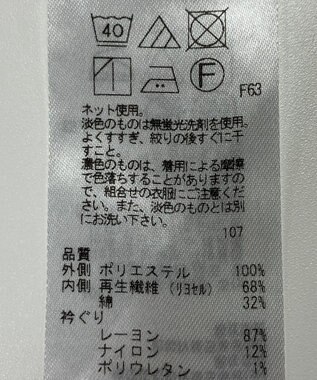 40
F
F63
ネット使用。
淡色のものは無蛍光洗剤を使用。
よくすすぎ、絞りの後すぐに干
すこと。
濃色のものは、着用による摩擦
で色落ちすることがありますの
で、組合せの衣服にご注意くだ
さい。また、淡色のものとは別
にお洗い下さい。
107
品質
外側 ポリエステル 100%
内側 再生繊維(リヨセル) 68%
綿 32%
衿ぐり
レーヨン 87%
ナイロン 12%
ポリウレタン 1%